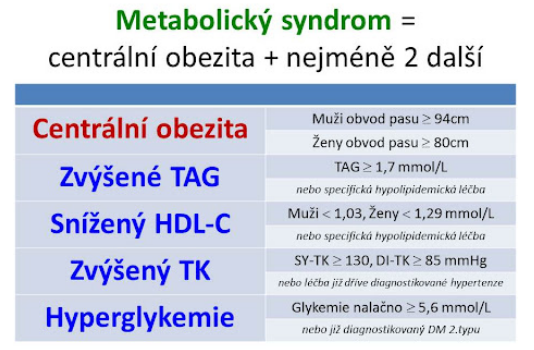 Metabolický syndrom =
centrální obezita + nejméně 2 další
Centrální obezita
Muži obvod pasu ≥ 94cm
Ženy obvod pasu ≥ 80cm
Zvýšené TAG
TAG ≥ 1,7 mmol/L
nebo specifická hypolipidemická léčba
Snížený HDL-C
Muži < 1,03, Ženy < 1,29 mmol/L
nebo specifická hypolipidemická léčba
Zvýšený TK
SY-TK ≥ 130, DI-TK ≥ 85 mmHg
nebo léčba již dříve diagnostikované hypertenze
Hyperglykemie
Glykemie nalačno ≥ 5,6 mmol/L
nebo již diagnostikovaný DM 2.typu